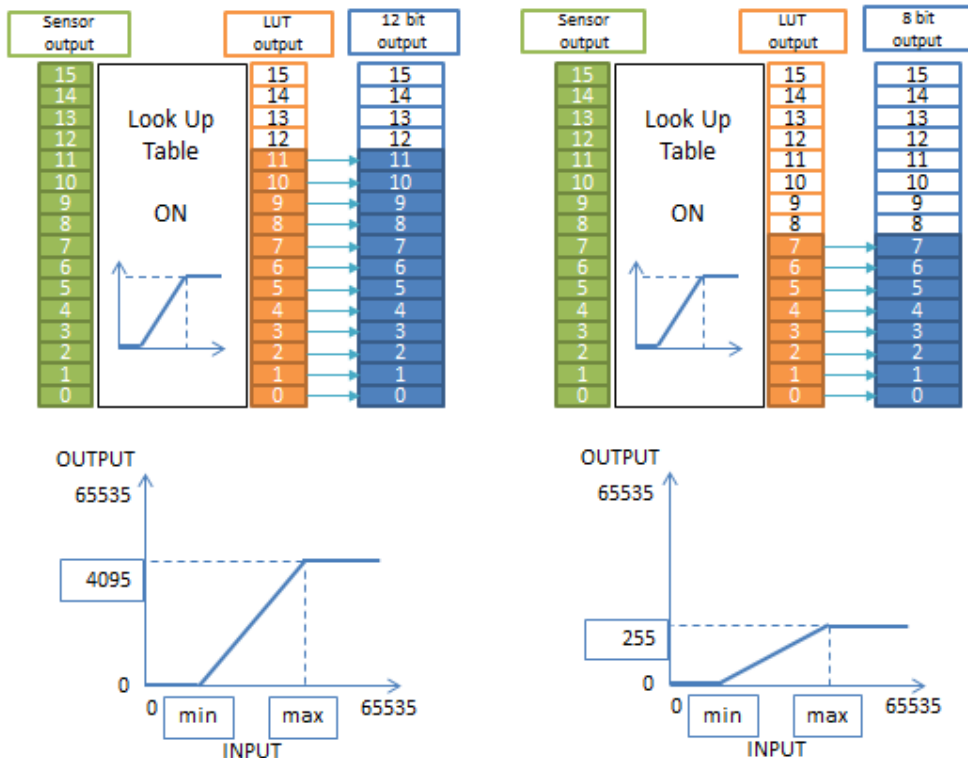 Sensor output
LUT output
12 bit output
15 15 15
14 14 14
13 13 13
12 12 12
11 11 11
10 10 10
9 9 9
8 8 8
7 7 7
6 6 6
5 5 5
4 4 4
3 3 3
2 2 2
1 1 1
0 0 0
Look Up
Table
ON
Sensor output
LUT output
8 bit output
15 15 15
14 14 14
13 13 13
12 12 12
11 11 11
10 10 10
9 9 9
8 8 8
7 7 7
6 6 6
5 5 5
4 4 4
3 3 3
2 2 2
1 1 1
0 0 0
Look Up
Table
ON
OUTPUT
65535
4095
0
0 min max 65535
INPUT
OUTPUT
65535
255
0
0 min max 65535
INPUT